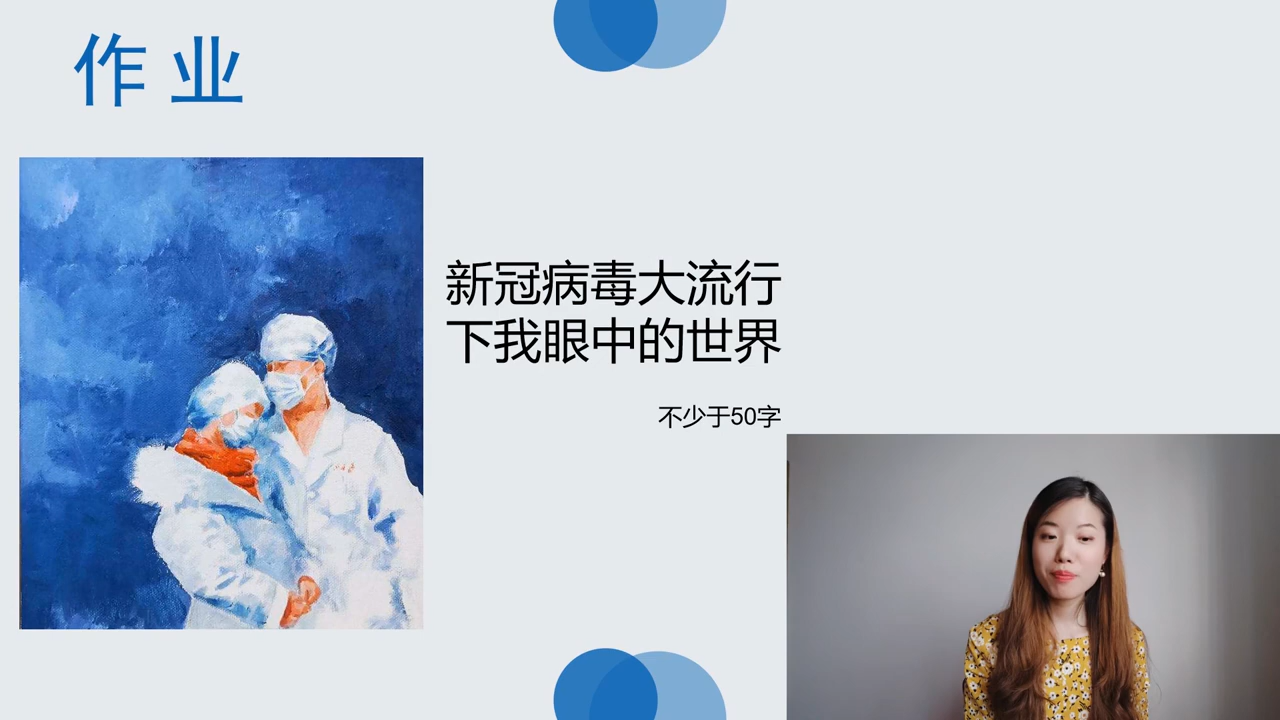 作业
新冠病毒大流行
下我眼中的世界
不少于50字